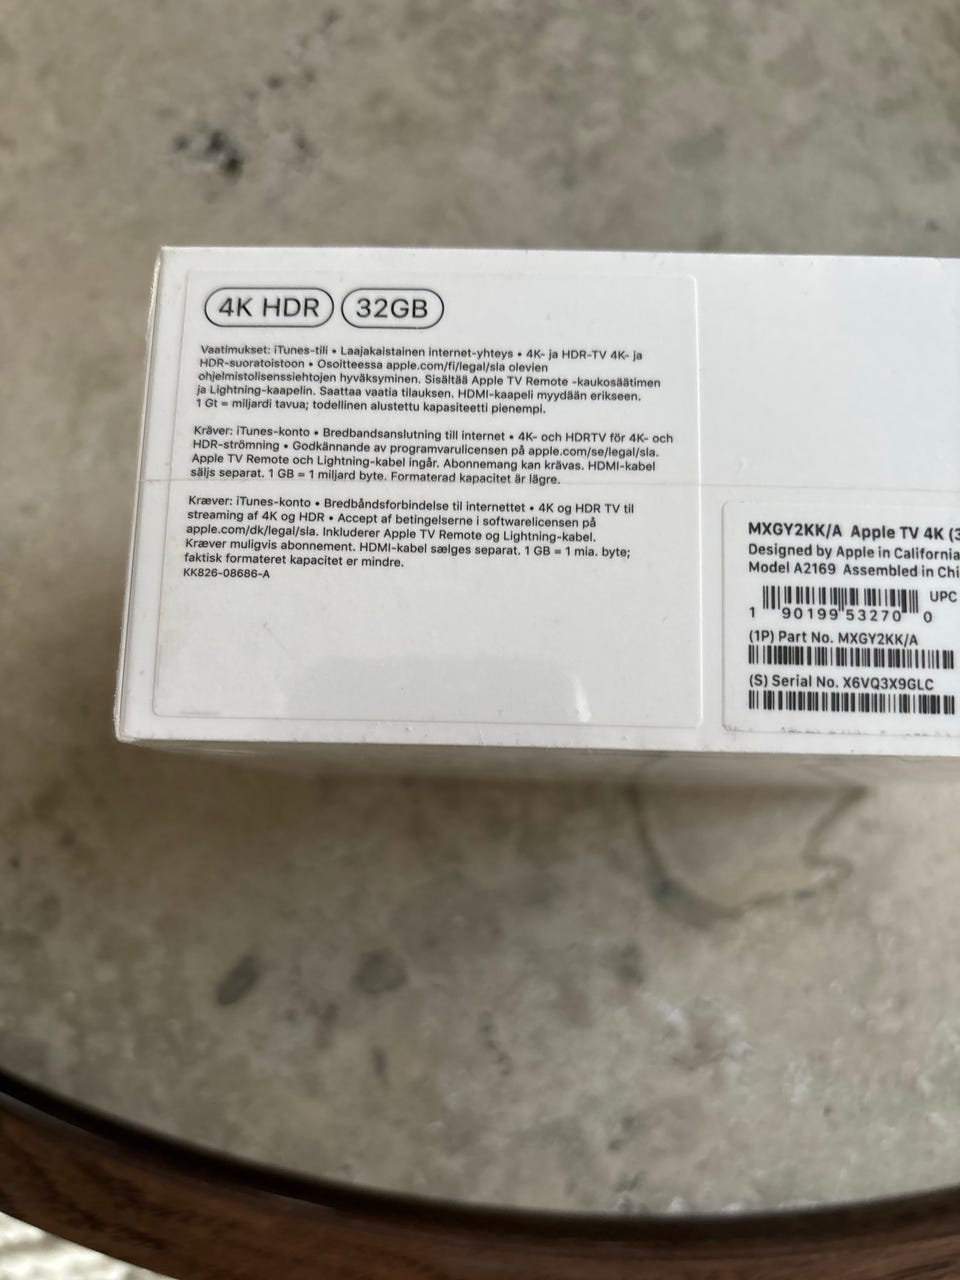 4K HDR 32GB
Vaatimukset: iTunes-tili • Laajakaistainen internet-yhteys • 4K- ja HDR-TV 4K- ja
HDR-suoratoistoon • Osoitteessa apple.com/fi/legal/sla olevien
ohjelmistolisenssiehtojen hyväksyminen. Sisältää Apple TV Remote -kaukosäätimen
ja Lightning-kaapelin. Saattaa vaatia tilauksen. HDMI-kaapeli myydään erikseen.
1 Gt = miljardi tavua; todellinen alustettu kapasiteetti pienempi.
Kräver: iTunes-konto • Bredbandsanslutning till internet • 4K- och HDRTV för 4K- och
HDR-strömning • Godkännande av programvarulicensen på apple.com/se/legal/sla.
Apple TV Remote och Lightning-kabel ingår. Abonnemang kan krävas. HDMI-kabel
säljs separat. 1 GB = 1 miljard byte. Formaterad kapacitet är lägre.
Kræver: iTunes-konto • Bredbåndsforbindelse til internettet • 4K og HDR TV til
streaming af 4K og HDR • Accept af betingelserne i softwarelicensen på
apple.com/dk/legal/sla. Inkluderer Apple TV Remote og Lightning-kabel.
Kræver muligvis abonnement. HDMI-kabel sælges separat. 1 GB = 1 mia. byte;
faktisk formateret kapacitet er mindre.
KK826-08686-A
MXGY2KK/A Apple TV 4K (3
Designed by Apple in California
Model A2169 Assembled in Chi
UPC
1 90199 53270 0
(1P) Part No. MXGY2KK/A
(S) Serial No. X6VQ3X9GLC